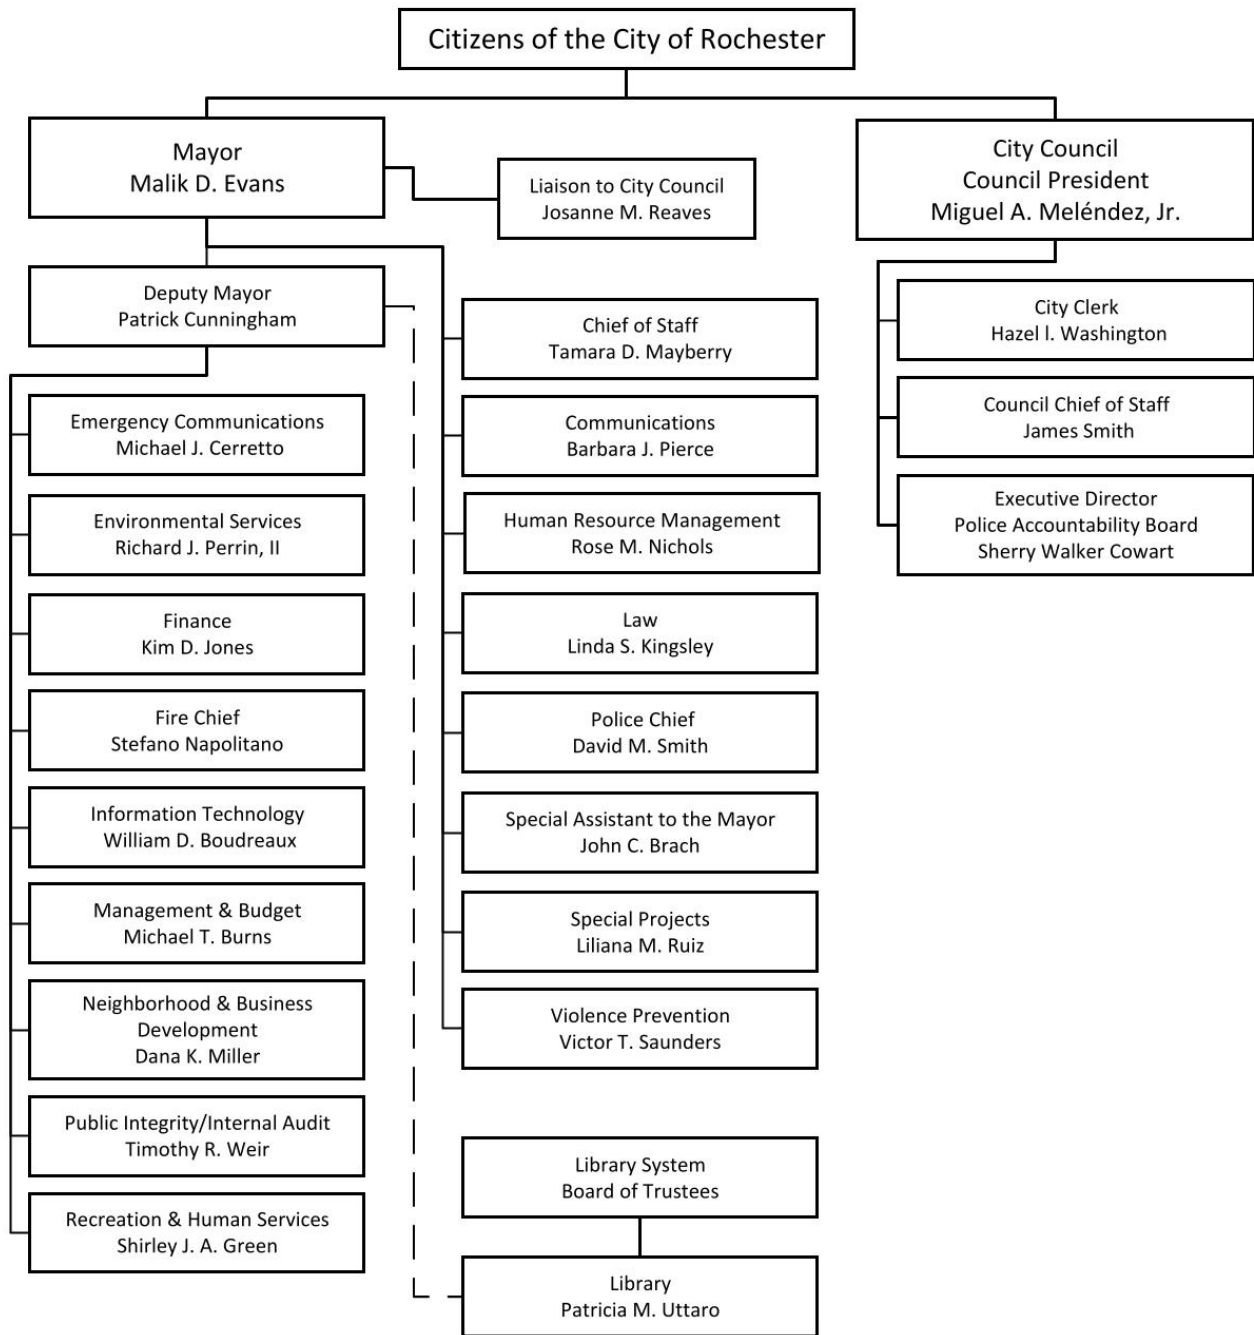 Citizens of the City of Rochester
Mayor
Malik D. Evans
Liaison to City Council
Josanne M. Reaves
City Council
Council President
Miguel A. Meléndez, Jr.
Deputy Mayor
Patrick Cunningham
Emergency Communications
Michael J. Cerretto
Environmental Services
Richard J. Perrin, II
Finance
Kim D. Jones
Fire Chief
Stefano Napolitano
Information Technology
William D. Boudreaux
Management & Budget
Michael T. Burns
Neighborhood & Business
Development
Dana K. Miller
Public Integrity/Internal Audit
Timothy R. Weir
Recreation & Human Services
Shirley J. A. Green
Chief of Staff
Tamara D. Mayberry
Communications
Barbara J. Pierce
Human Resource Management
Rose M. Nichols
Law
Linda S. Kingsley
Police Chief
David M. Smith
Special Assistant to the Mayor
John C. Brach
Special Projects
Liliana M. Ruiz
Violence Prevention
Victor T. Saunders
Library System
Board of Trustees
Library
Patricia M. Uttaro
City Clerk
Hazel l. Washington
Council Chief of Staff
James Smith
Executive Director
Police Accountability Board
Sherry Walker Cowart